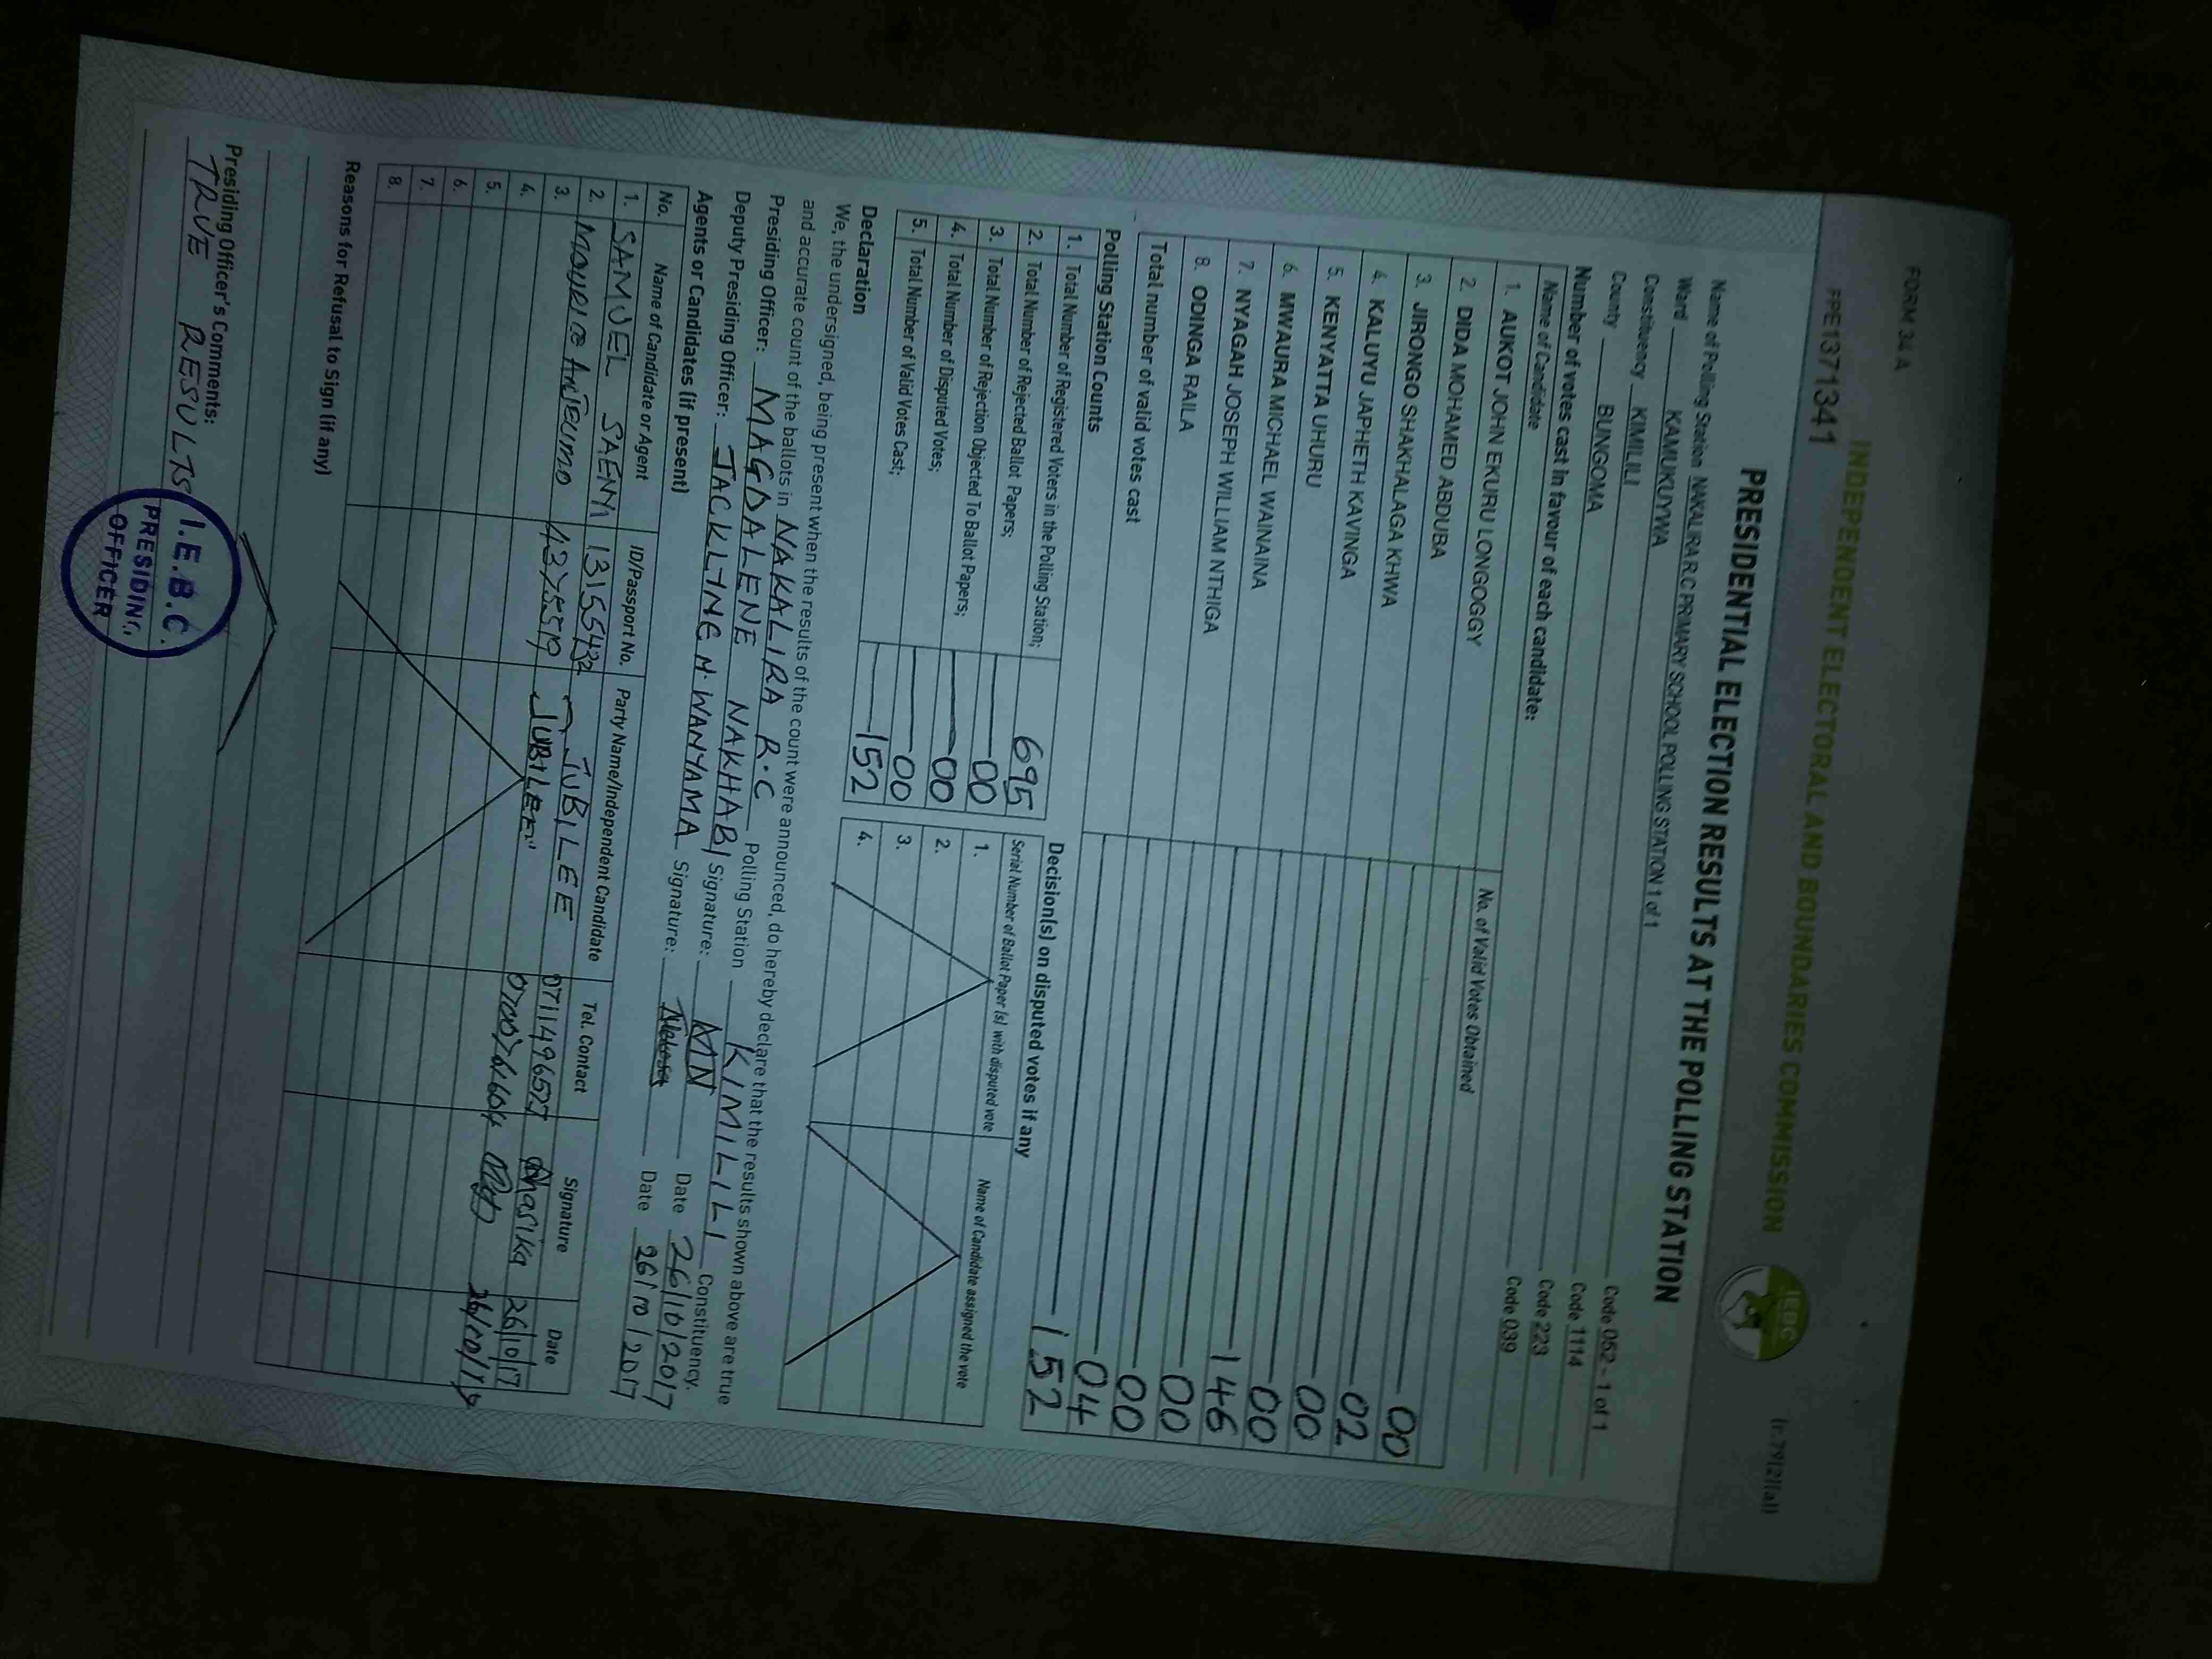 FORM 34 A
(r.79(2)(a))
FPE1371341
INDEPENDENT ELECTORAL AND BOUNDARIES COMMISSION
IEBC
PRESIDENTIAL ELECTION RESULTS AT THE POLLING STATION
Name of Polling Station NAKALIRA R.C PRIMARY SCHOOL POLLING STATION 1 of 1 Code 052 - 1 of 1
Ward KAMUKUYWA Code 1114
Constituency KIMILILI Code 223
County BUNGOMA Code 039
Number of votes cast in favour of each candidate:
Name of Candidate No. of Valid Votes Obtained
1. AUKOT JOHN EKURU LONGOGGY 00
2. DIDA MOHAMED ABDUBA 02
3. JIRONGO SHAKHALAGA KHWA 00
4. KALUYU JAPHETH KAVINGA 00
5. KENYATTA UHURU 146
6. MWAURA MICHAEL WAINAINA 00
7. NYAGAH JOSEPH WILLIAM NTHIGA 00
8. ODINGA RAILA 04
Total number of valid votes cast 152
Polling Station Counts
1. Total Number of Registered Voters in the Polling Station; 695
2. Total Number of Rejected Ballot Papers; 00
3. Total Number of Rejection Objected To Ballot Papers; 00
4. Total Number of Disputed Votes; 00
5. Total Number of Valid Votes Cast; 152
Decision(s) on disputed votes if any
Serial Number of Ballot Paper (s) with disputed vote Name of Candidate assigned the vote
1.
2.
3.
4.
Declaration
We, the undersigned, being present when the results of the count were announced, do hereby declare that the results shown above are true
and accurate count of the ballots in NAKALIRA R.C Polling Station KIMILILI Constituency.
Presiding Officer: MAGDALENE NAKHABI Signature: MN Date 26/10/2017
Deputy Presiding Officer: JACKLINE N. WANYAMA Signature: Date 26/10/2017
Agents or Candidates (if present)
No. Name of Candidate or Agent ID/Passport No. Party Name/Independent Candidate Tel. Contact Signature Date
1. SAMUEL 13155432 JUBILEE 26/10/17
2. JUBILEE
3.
4.
5.
6.
7.
8.
Reasons for Refusal to Sign (if any)
Presiding Officer's Comments:
TRUE RESULTS
I.E.B.C.
PRESIDING
OFFICER